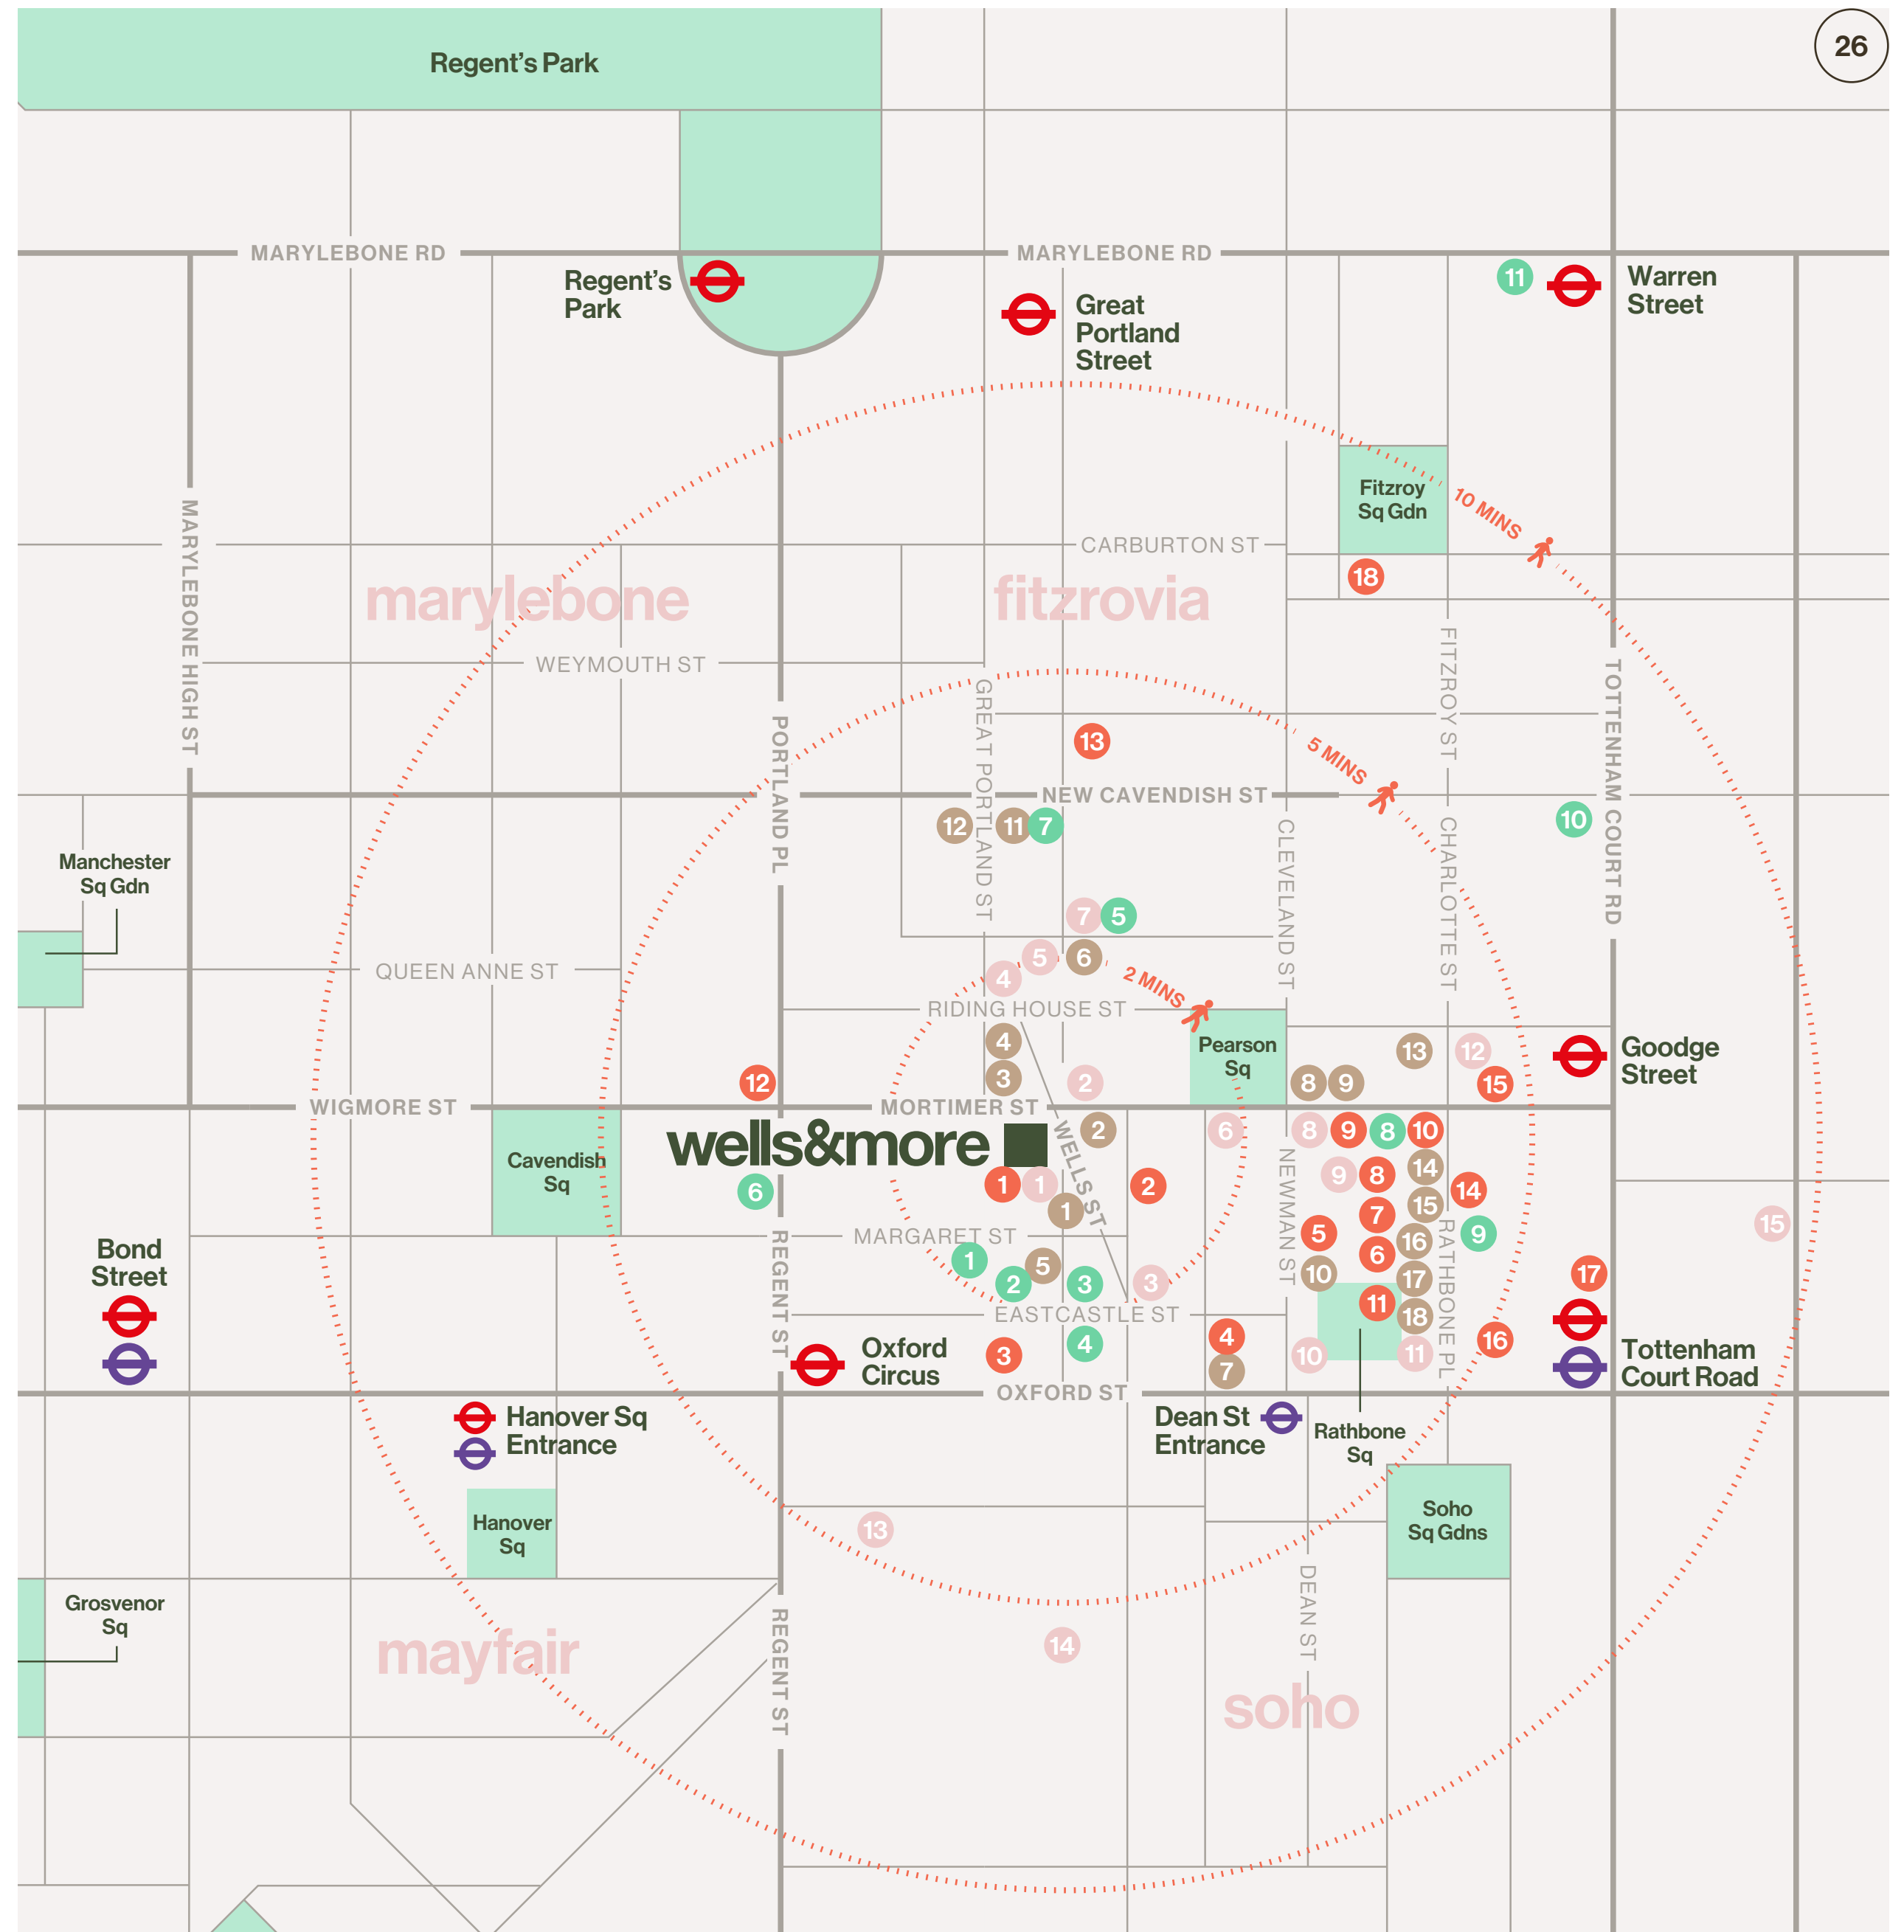 26
Regent's Park
MARYLEBONE RD
MARYLEBONE RD
Regent's
Park
Great
Portland
Street
11
Warren
Street
Fitzroy
Sq Gdn
10 MINS
CARBURTON ST
18
marylebone
fitzrovia
WEYMOUTH ST
MARYLEBONE HIGH ST
PORTLAND PL
GREAT PORTLAND ST
FITZROY ST
TOTTENHAM COURT RD
13
5 MINS
NEW CAVENDISH ST
12
11
7
10
CLEVELAND ST
CHARLOTTE ST
Manchester
Sq Gdn
7
5
QUEEN ANNE ST
5
6
4
2 MINS
RIDING HOUSE ST
4
3
2
Pearson
Sq
13
12
Goodge
Street
12
8
9
15
WIGMORE ST
MORTIMER ST
wells&more
WELLS ST
2
6
8
9
8
10
Cavendish
Sq
6
1
1
1
2
NEWMAN ST
9
8
14
14
15
7
5
6
16
9
15
RATHBONE PL
REGENT ST
MARGARET ST
Bond
Street
1
2
5
3
3
10
17
17
11
18
EASTCASTLE ST
Oxford
Circus
3
4
4
7
10
11
16
Tottenham
Court Road
OXFORD ST
Hanover Sq
Entrance
Dean St
Entrance
Rathbone
Sq
Hanover
Sq
13
Soho
Sq Gdns
DEAN ST
Grosvenor
Sq
mayfair
REGENT ST
14
soho